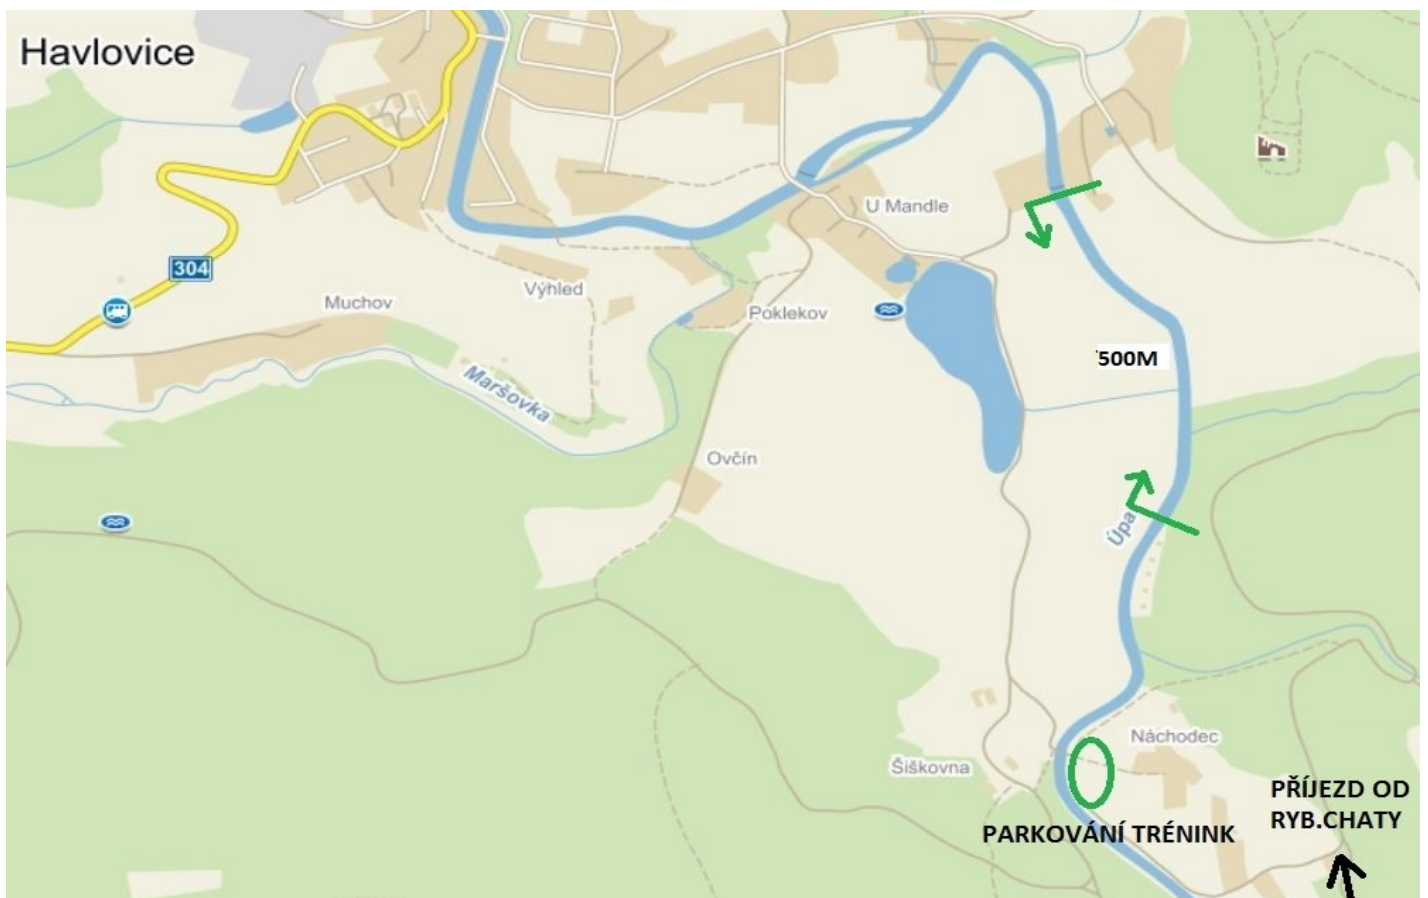 Havlovice
U Mandle
304
Výhled
Muchov
Poklekov
500M
Maršovka
Ovčín
Úpa
Náchodec
Šiškovna
PŘÍJEZD OD
RYB.CHATY
PARKOVÁNÍ TRÉNINK